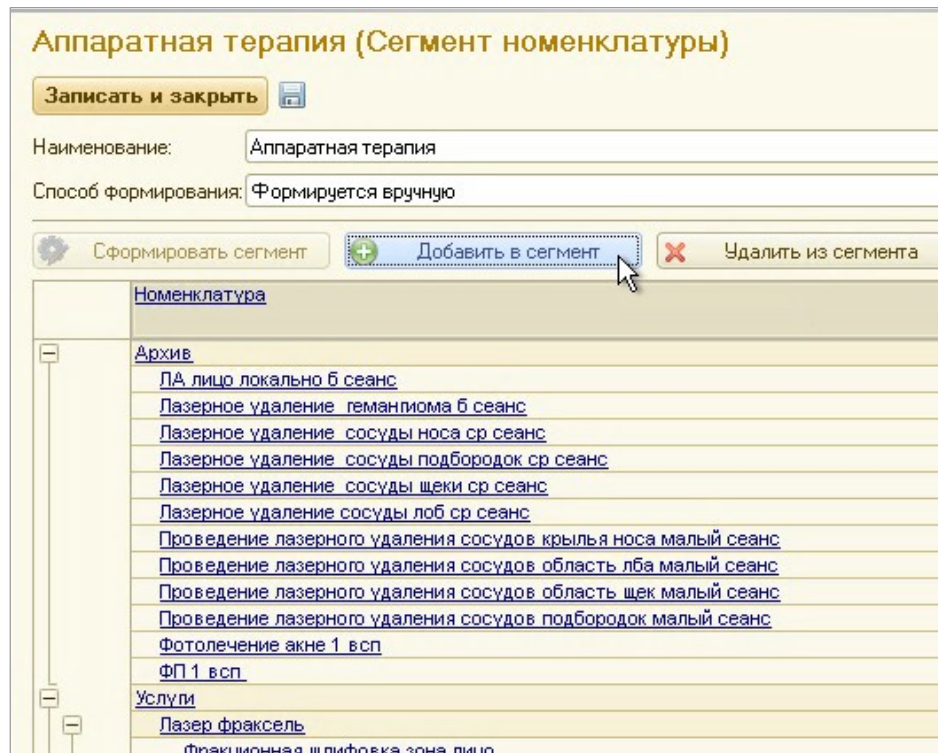 Аппаратная терапия (Сегмент номенклатуры)
Записать и закрыть
Наименование: Аппаратная терапия
Способ формирования: Формируется вручную
Сформировать сегмент Добавить в сегмент Удалить из сегмента
Номенклатура
Архив
ЛА лицо локально б сеанс
Лазерное удаление гемангиома б сеанс
Лазерное удаление сосуды носа ср сеанс
Лазерное удаление сосуды подбородок ср сеанс
Лазерное удаление сосуды щеки ср сеанс
Лазерное удаление сосуды лоб ср сеанс
Проведение лазерного удаления сосудов крылья носа малый сеанс
Проведение лазерного удаления сосудов область лба малый сеанс
Проведение лазерного удаления сосудов область щек малый сеанс
Проведение лазерного удаления сосудов подбородок малый сеанс
Фотолечение акне 1 всп
ФП 1 всп
Услуги
Лазер фраксель
Фракционная шлифовка зона лицо